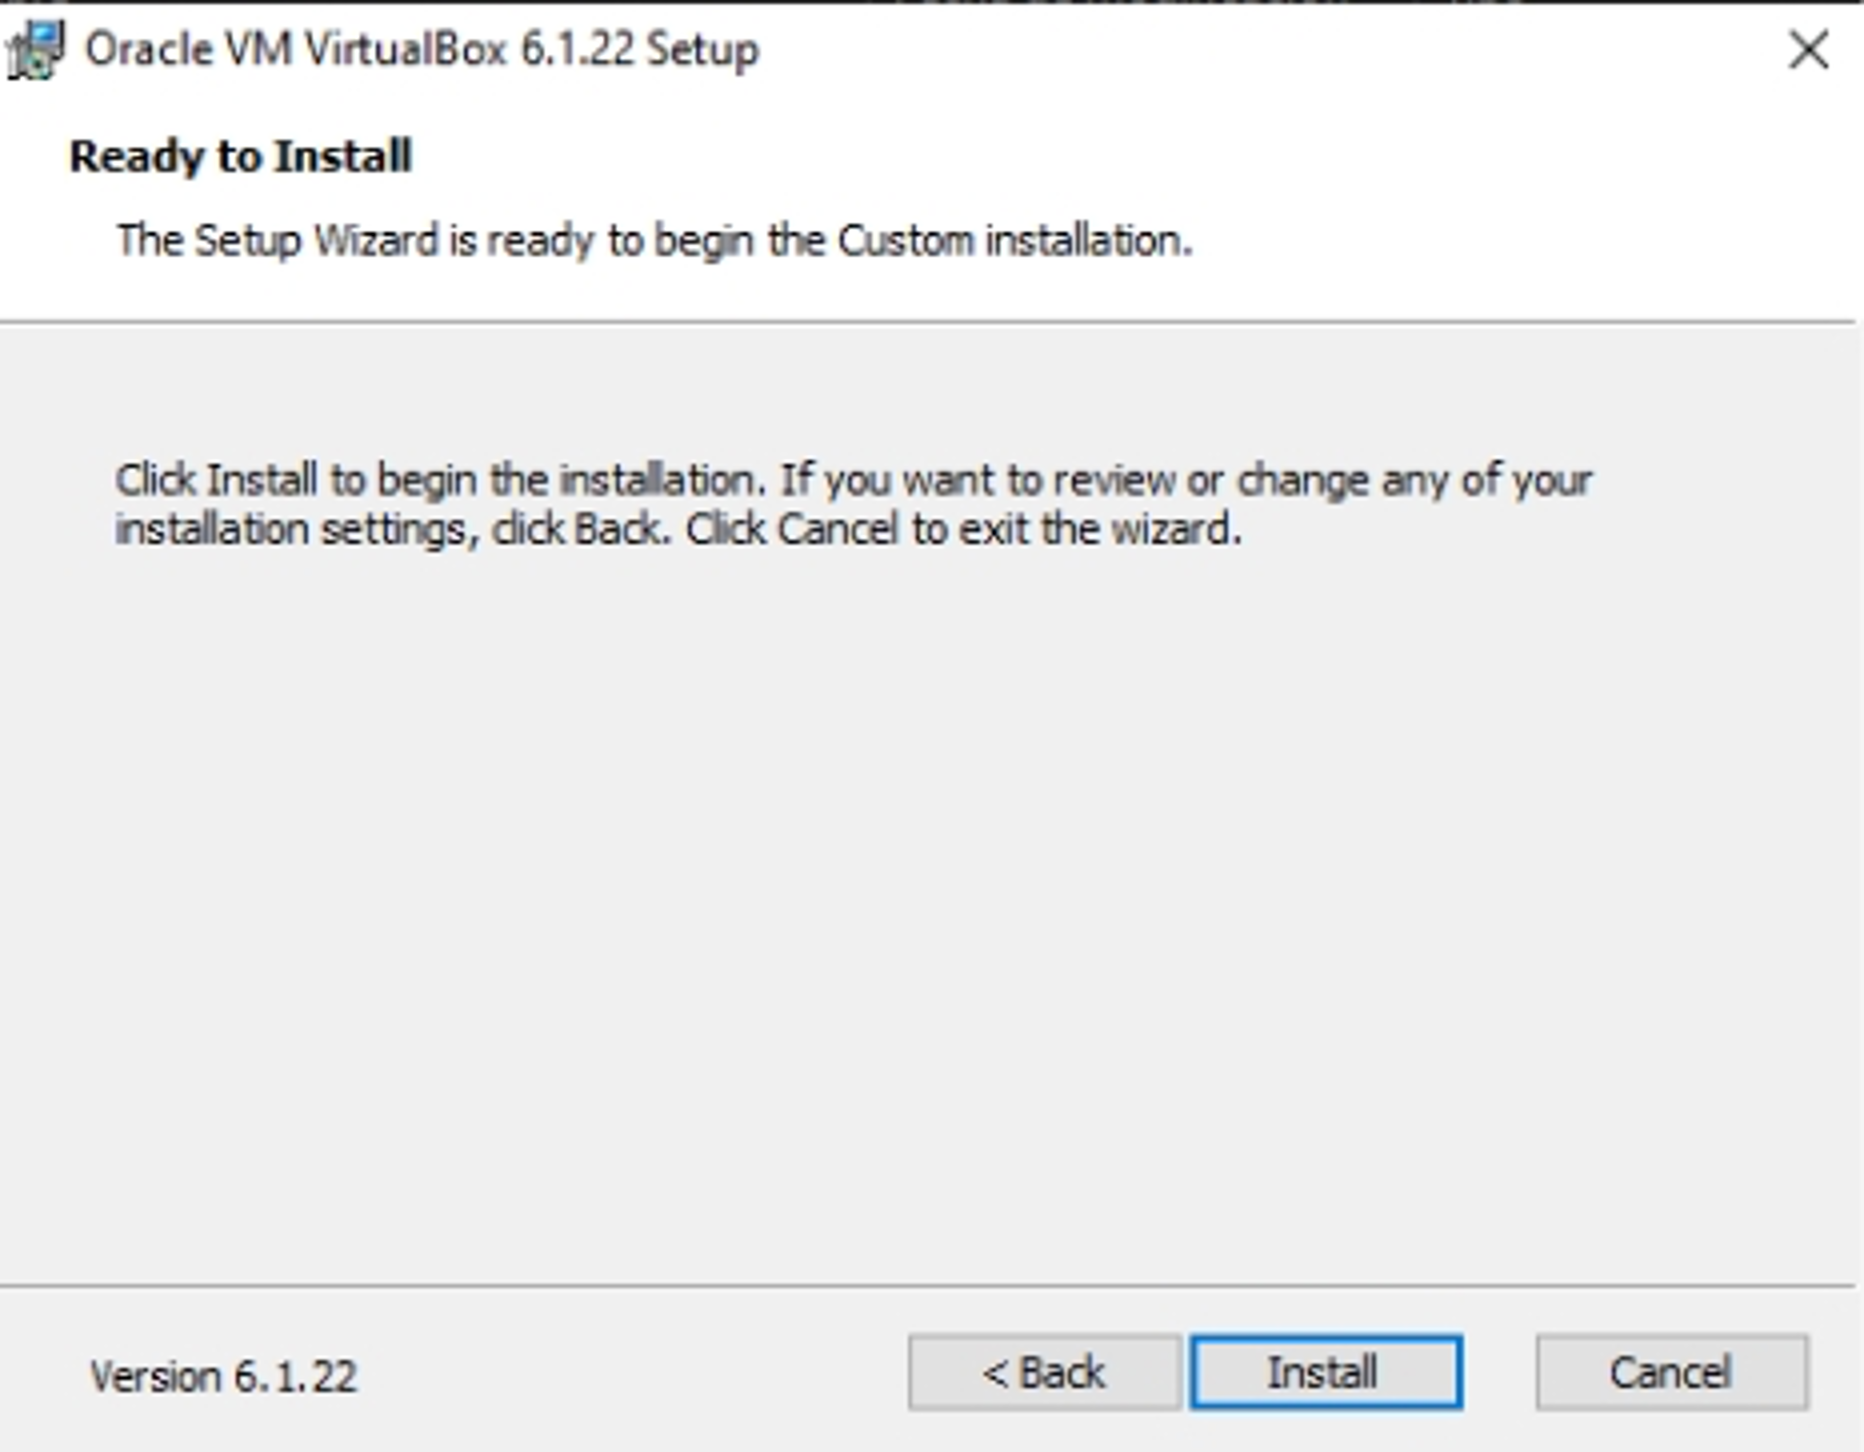 Oracle VM VirtualBox 6.1.22 Setup
Ready to Install
The Setup Wizard is ready to begin the Custom installation.
Click Install to begin the installation. If you want to review or change any of your
installation settings, click Back. Click Cancel to exit the wizard.
Version 6.1.22
< Back
Install
Cancel